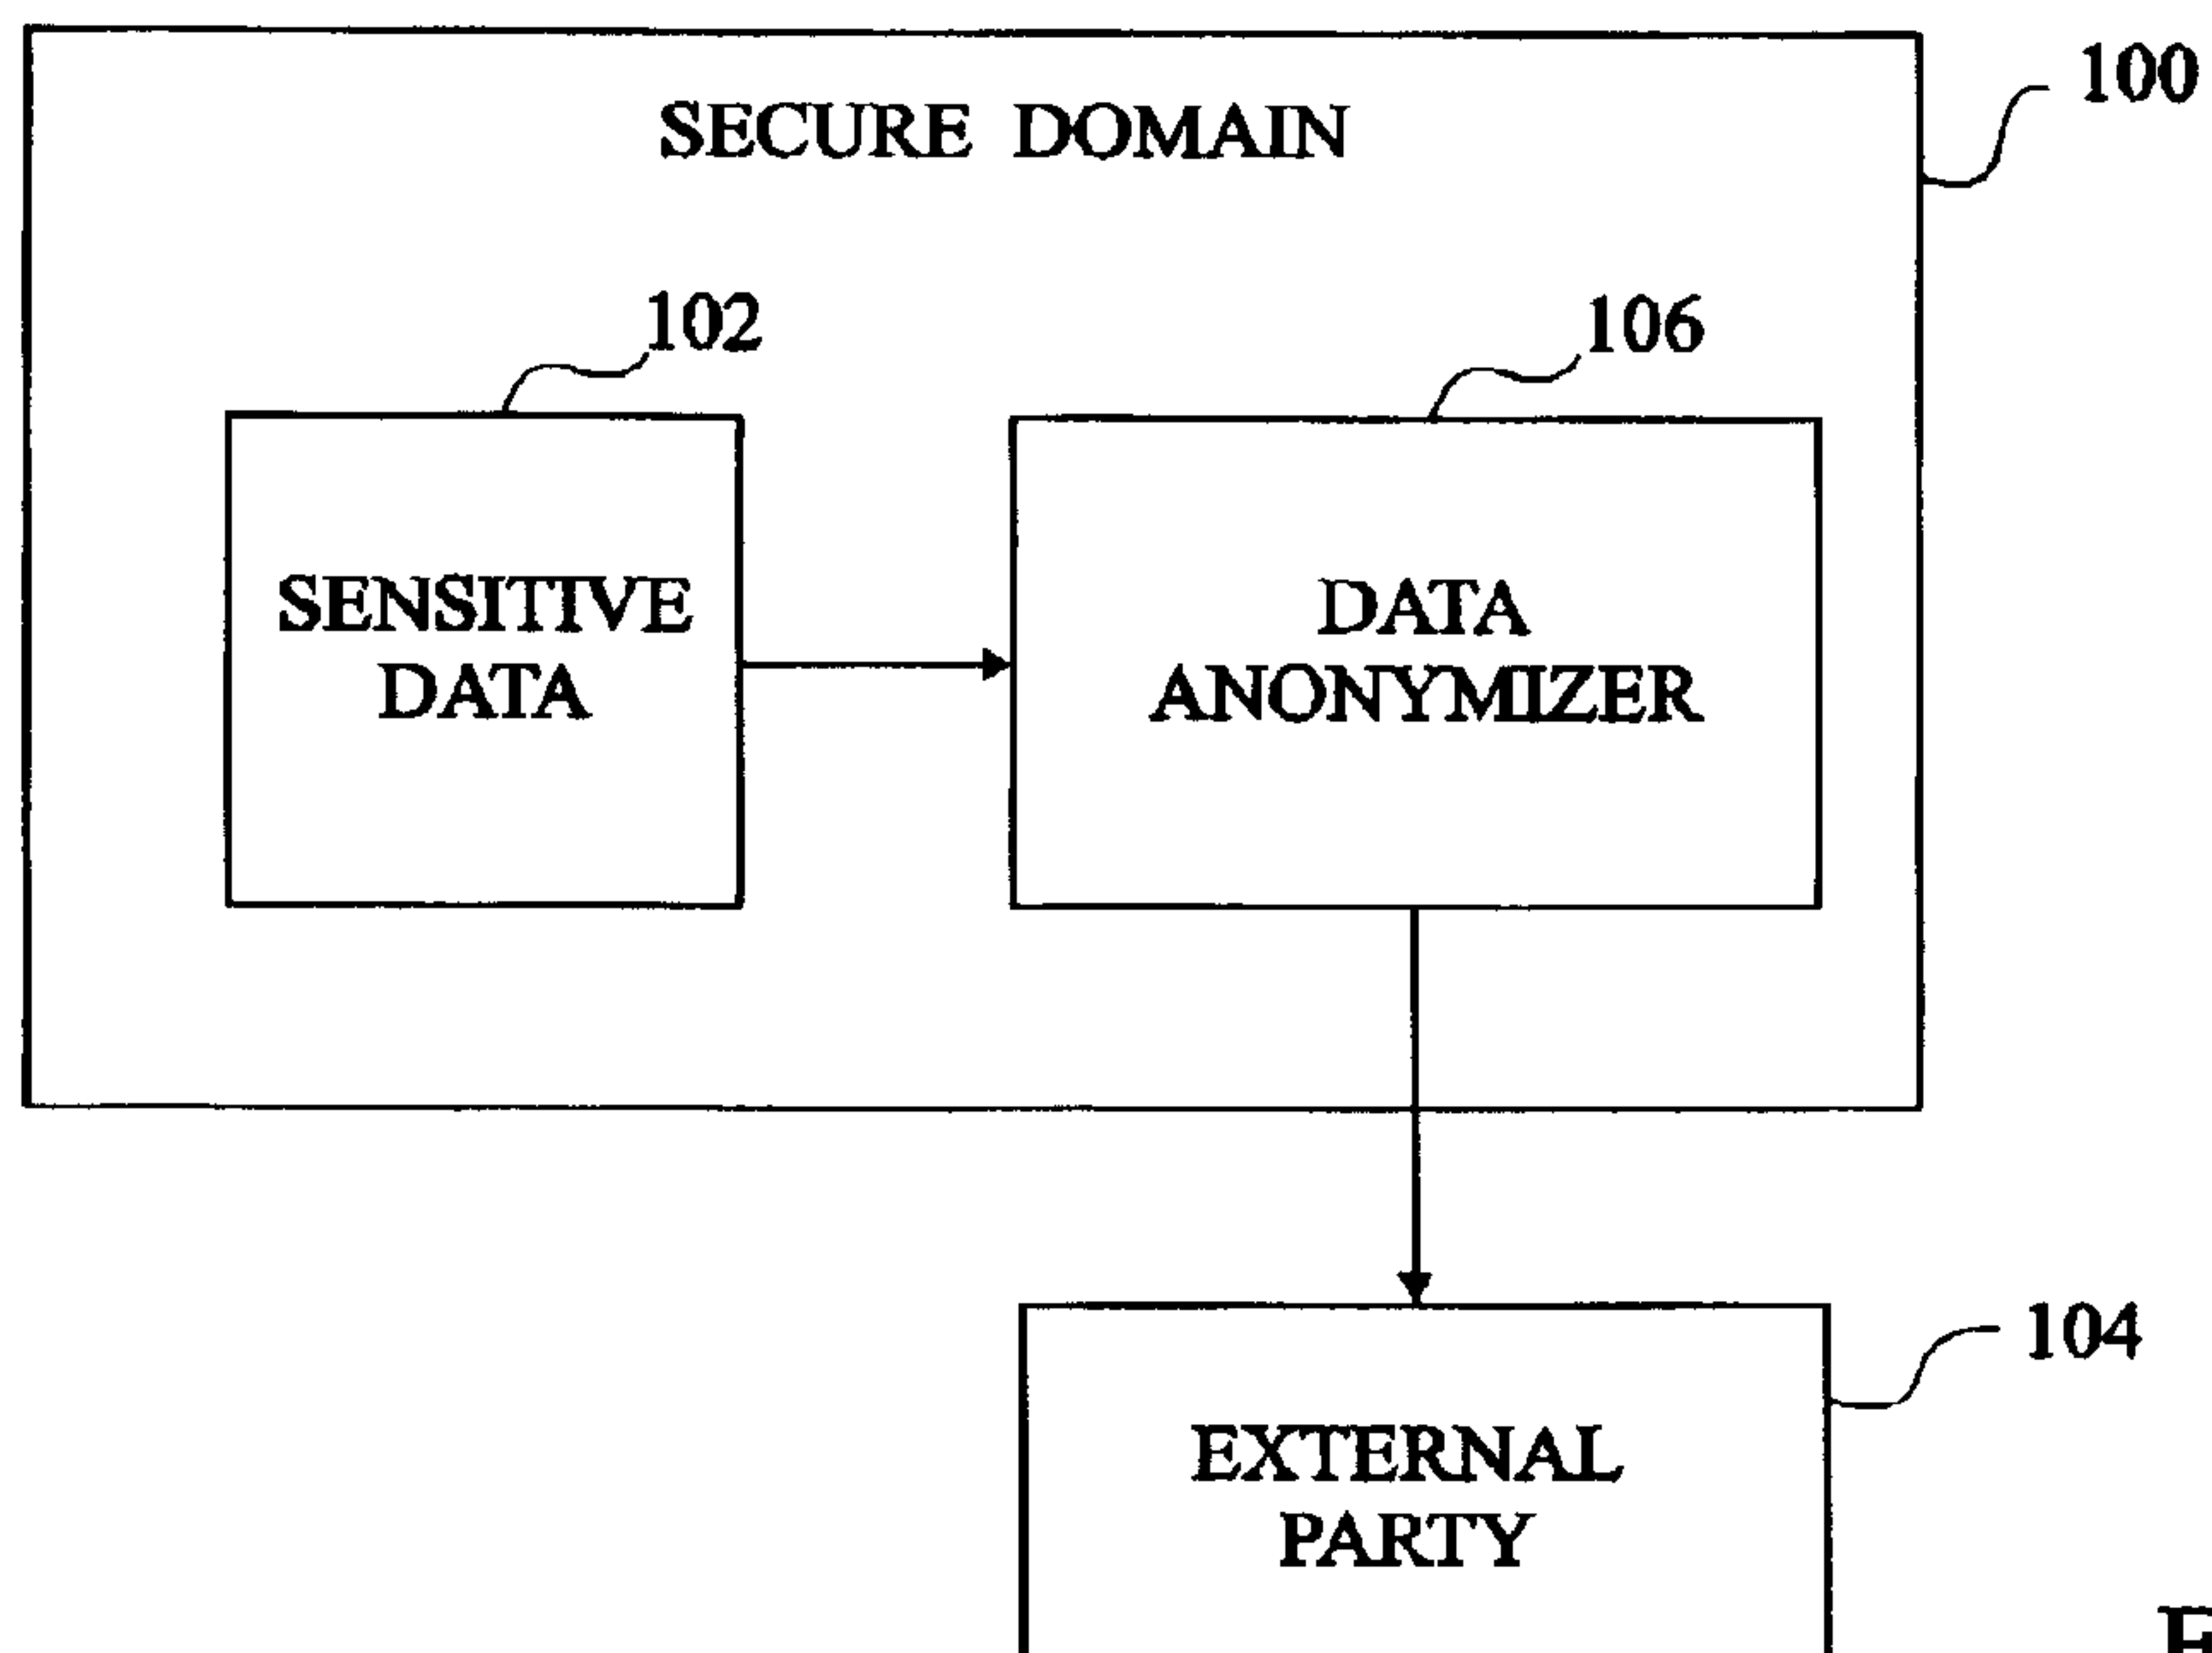 100
SECURE DOMAIN
102
106
SENSITIVE
DATA
DATA
ANONYMIZER
104
EXTERNAL
PARTY